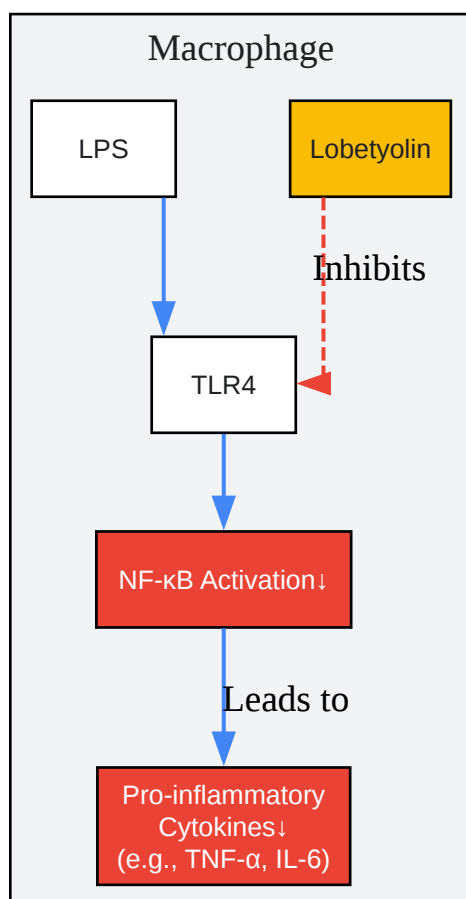 Macrophage
LPS
Lobetyolin
Inhibits
TLR4
NF-κB Activation↓
Leads to
Pro-inflammatory
Cytokines↓
(e.g., TNF-α, IL-6)